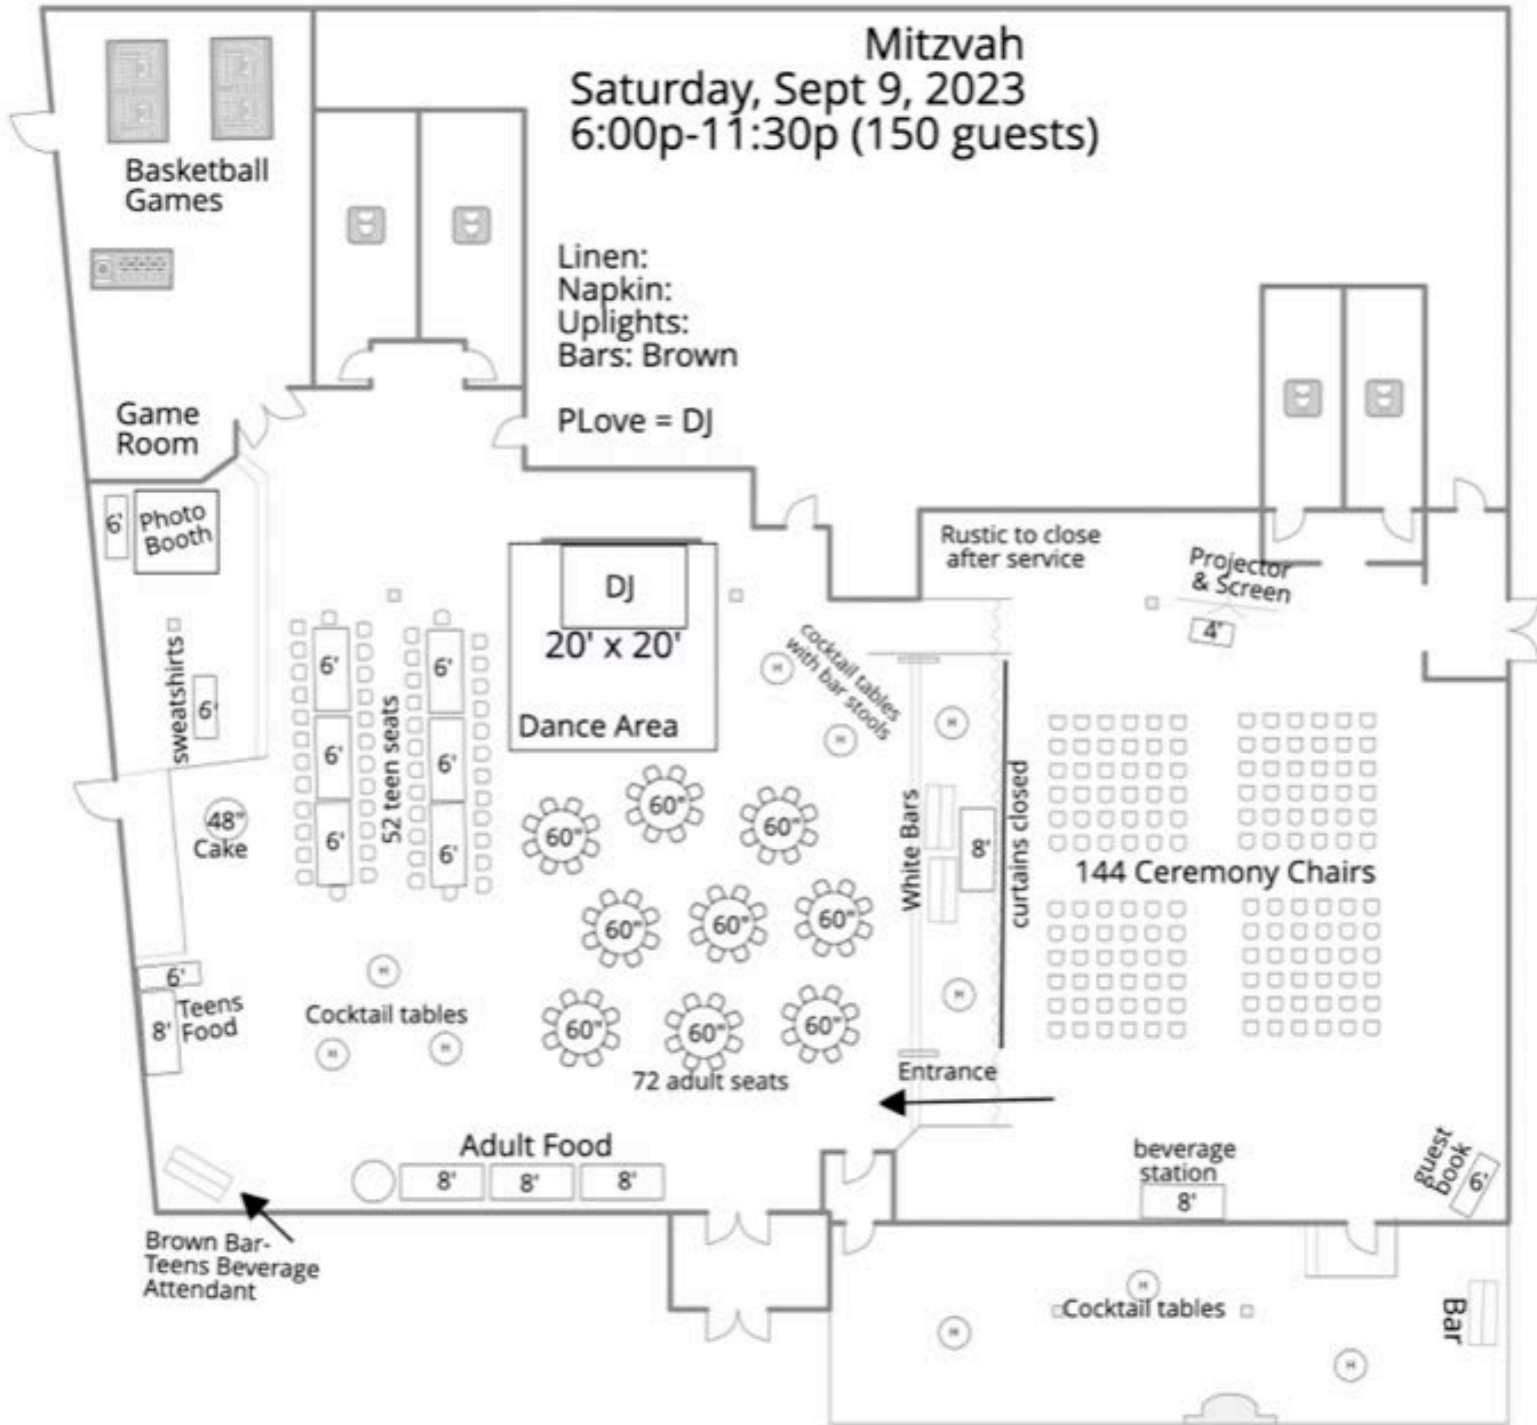 Mitzvah
Saturday, Sept 9, 2023
6:00p-11:30p (150 guests)
Basketball
Games
Linen:
Napkin:
Uplights:
Bars: Brown
PLove = DJ
Game
Room
6'
Photo
Booth
Rustic to close
after service
Projector
& Screen
4'
DJ
20' x 20'
Dance Area
cocktail tables
with bar stools
H
H
H
sweatshirts
6'
6'
6'
6'
6'
6'
6'
6'
52 teen seats
48"
Cake
60"
60"
60"
60"
60"
60"
60"
60"
60"
72 adult seats
White Bars
8'
curtains closed
144 Ceremony Chairs
H
6'
Teens
Food
8'
H
Cocktail tables
H
H
Entrance
Adult Food
8'
8'
8'
beverage
station
8'
guest
book
6'
Brown Bar-
Teens Beverage
Attendant
H
Cocktail tables
H
H
Bar